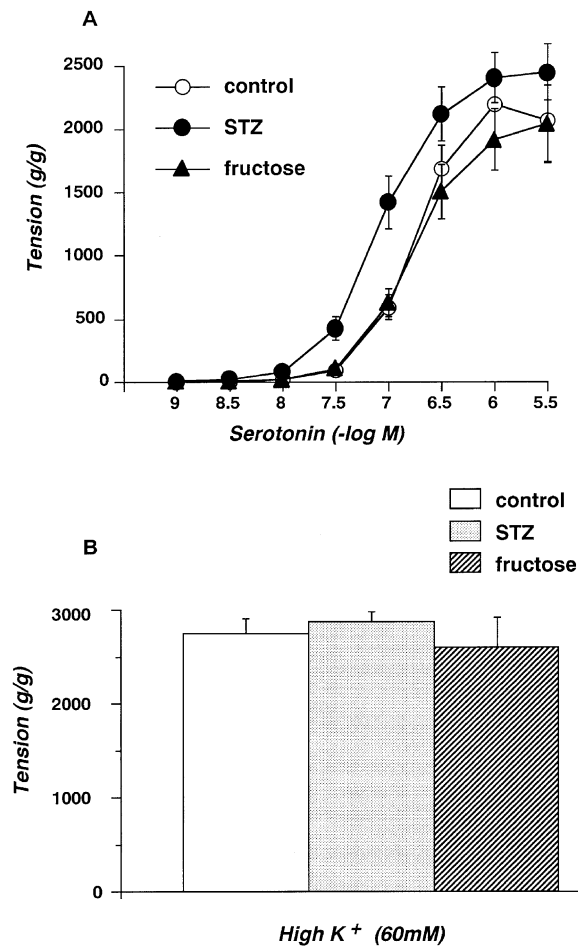 A
2500
2000
1500
1000
500
0
Tension (g/g)
control
STZ
fructose
9 8.5 8 7.5 7 6.5 6 5.5
Serotonin (-log M)
control
STZ
fructose
B
3000
2000
1000
0
Tension (g/g)
High K+ (60mM)